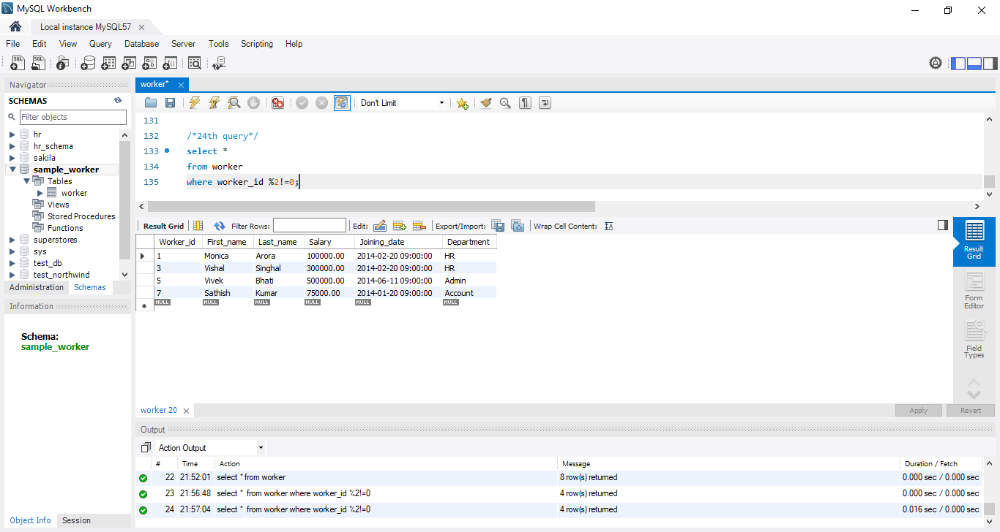 MySQL Workbench
Local instance MySQL57
File Edit View Query Database Server Tools Scripting Help
Navigator
SCHEMAS
Filter objects
hr
hr_schema
sakila
sample_worker
Tables
worker
Views
Stored Procedures
Functions
superstores
sys
test_db
test_northwind
Administration Schemas
Information
Schema:
sample_worker
Object Info Session
worker*
Don't Limit
131
132 /*24th query*/
133 select *
134 from worker
135 where worker_id %2!=0;
Result Grid Filter Rows: Edit: Export/Import: Wrap Cell Content:
Worker_id First_name Last_name Salary Joining_date Department
1 Monica Arora 100000.00 2014-02-20 09:00:00 HR
3 Vishal Singhal 300000.00 2014-02-20 09:00:00 HR
5 Vivek Bhati 500000.00 2014-06-11 09:00:00 Admin
7 Sathish Kumar 75000.00 2014-01-20 09:00:00 Account
NULL NULL NULL NULL NULL NULL
Result Grid
Form Editor
Field Types
worker 20
Apply Revert
Output
Action Output
# Time Action Message Duration / Fetch
22 21:52:01 select * from worker 8 row(s) returned 0.000 sec / 0.000 sec
23 21:56:48 select * from worker where worker_id %2!=0 4 row(s) returned 0.000 sec / 0.000 sec
24 21:57:04 select * from worker where worker_id %2!=0 4 row(s) returned 0.016 sec / 0.000 sec